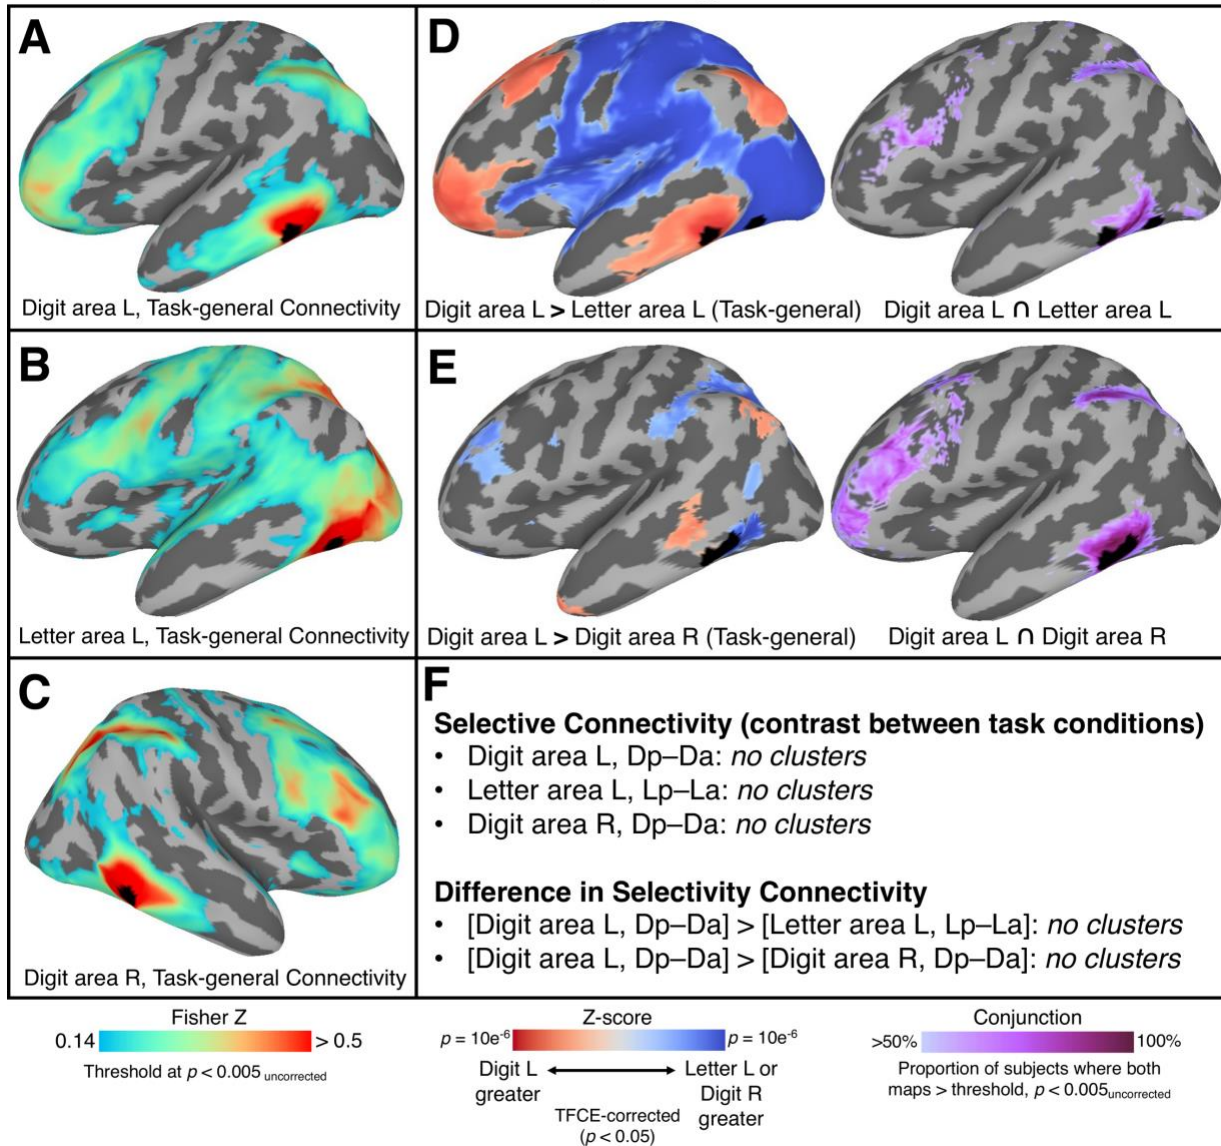 A
Digit area L, Task-general Connectivity
B
Letter area L, Task-general Connectivity
C
Digit area R, Task-general Connectivity
D
Digit area L > Letter area L (Task-general)
Digit area L ∩ Letter area L
E
Digit area L > Digit area R (Task-general)
Digit area L ∩ Digit area R
F
Selective Connectivity (contrast between task conditions)
• Digit area L, Dp–Da: no clusters
• Letter area L, Lp–La: no clusters
• Digit area R, Dp–Da: no clusters
Difference in Selectivity Connectivity
• [Digit area L, Dp–Da] > [Letter area L, Lp–La]: no clusters
• [Digit area L, Dp–Da] > [Digit area R, Dp–Da]: no clusters
Fisher Z
0.14 > 0.5
Threshold at p < 0.005 uncorrected
Z-score
p = 10e-6 p = 10e-6
Digit L
greater
Letter L or
Digit R
greater
TFCE-corrected
(p < 0.05)
Conjunction
>50% 100%
Proportion of subjects where both
maps > threshold, p < 0.005uncorrected